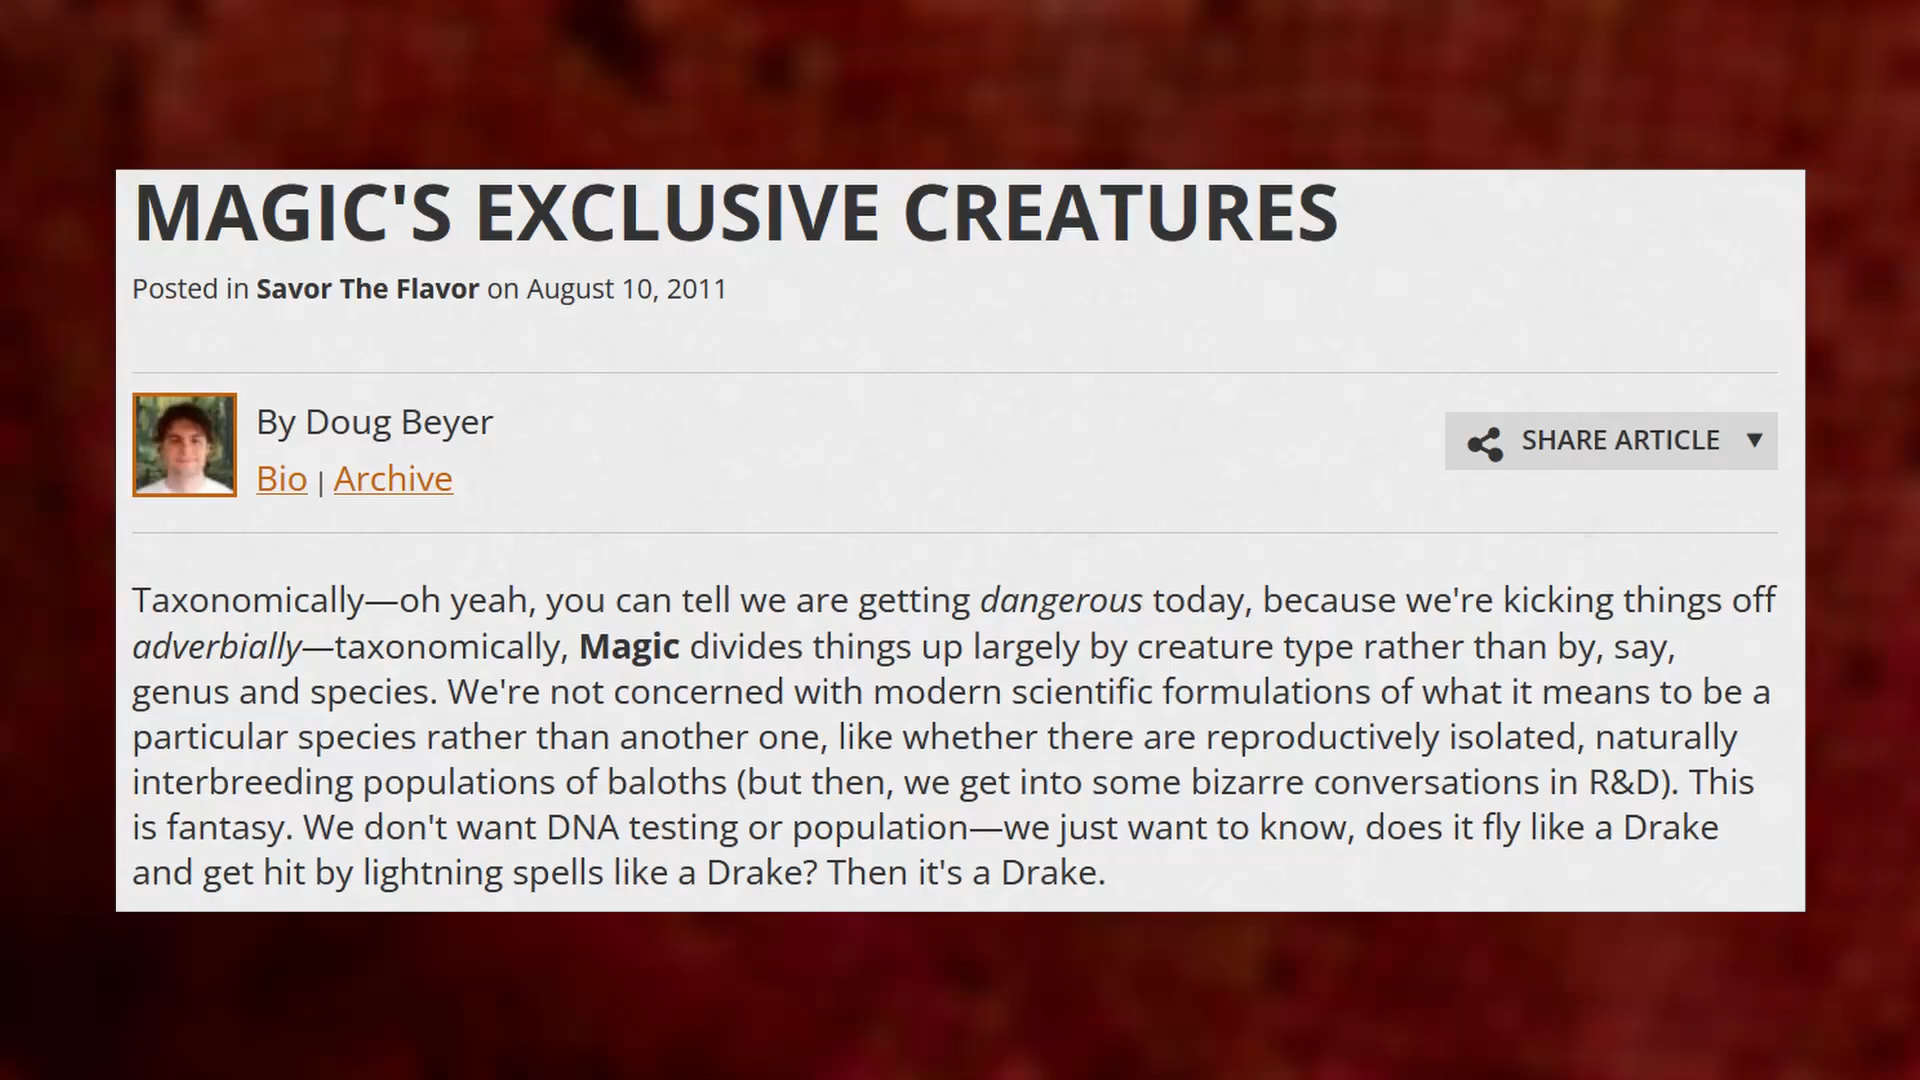 MAGIC'S EXCLUSIVE CREATURES
Posted in Savor The Flavor on August 10, 2011
By Doug Beyer
Bio | Archive
SHARE ARTICLE ▼
Taxonomically—oh yeah, you can tell we are getting dangerous today, because we're kicking things off
adverbially—taxonomically, Magic divides things up largely by creature type rather than by, say,
genus and species. We're not concerned with modern scientific formulations of what it means to be a
particular species rather than another one, like whether there are reproductively isolated, naturally
interbreeding populations of baloths (but then, we get into some bizarre conversations in R&D). This
is fantasy. We don't want DNA testing or population—we just want to know, does it fly like a Drake
and get hit by lightning spells like a Drake? Then it's a Drake.